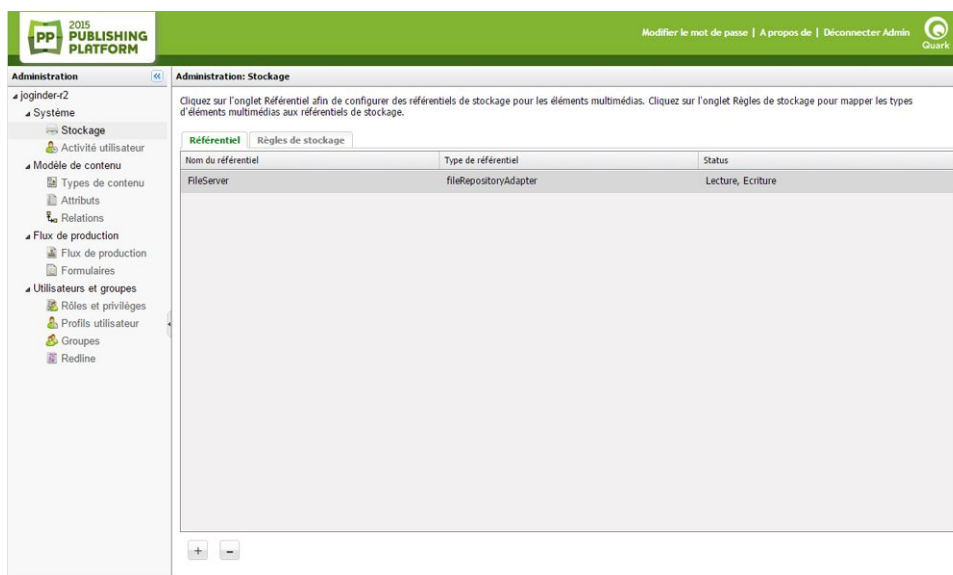 2015
PP PUBLISHING
PLATFORM
Modifier le mot de passe | A propos de | Déconnecter Admin
Quark
Administration
Administration: Stockage
joginder-r2
Système
Stockage
Activité utilisateur
Modèle de contenu
Types de contenu
Attributs
Relations
Flux de production
Flux de production
Formulaires
Utilisateurs et groupes
Rôles et privilèges
Profils utilisateur
Groupes
Redline
Cliquez sur l'onglet Référentiel afin de configurer des référentiels de stockage pour les éléments multimédias. Cliquez sur l'onglet Règles de stockage pour mapper les types
d'éléments multimédias aux référentiels de stockage.
Référentiel Règles de stockage
Nom du référentiel Type de référentiel Status
FileServer fileRepositoryAdapter Lecture, Ecriture